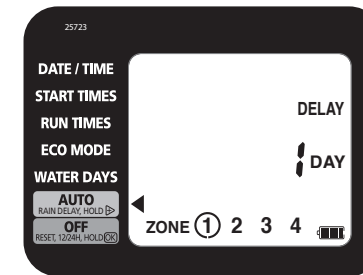 25723
DATE / TIME
START TIMES
RUN TIMES
ECO MODE
WATER DAYS
AUTO
RAIN DELAY, HOLD
OFF
RESET, 12/24H, HOLD OK
DELAY
1 DAY
ZONE 1 2 3 4